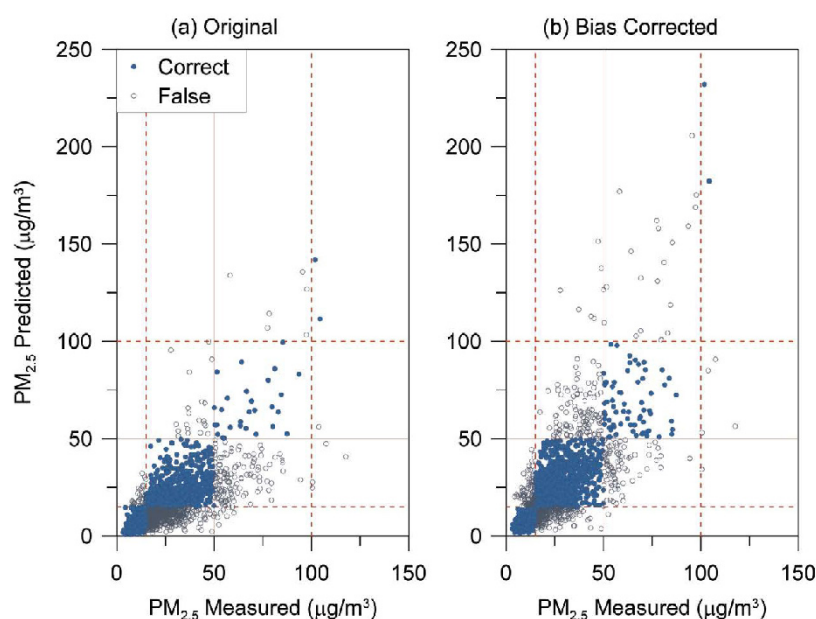 (a) Original
(b) Bias Corrected
Correct
False
PM2.5 Predicted (μg/m³)
250
200
150
100
50
0
250
200
150
100
50
0
0 50 100 150
0 50 100 150
PM2.5 Measured (μg/m³)
PM2.5 Measured (μg/m³)